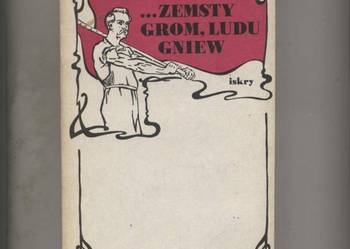 ...ZEMSTY
GROM, LUDU
GNIEW
iskry